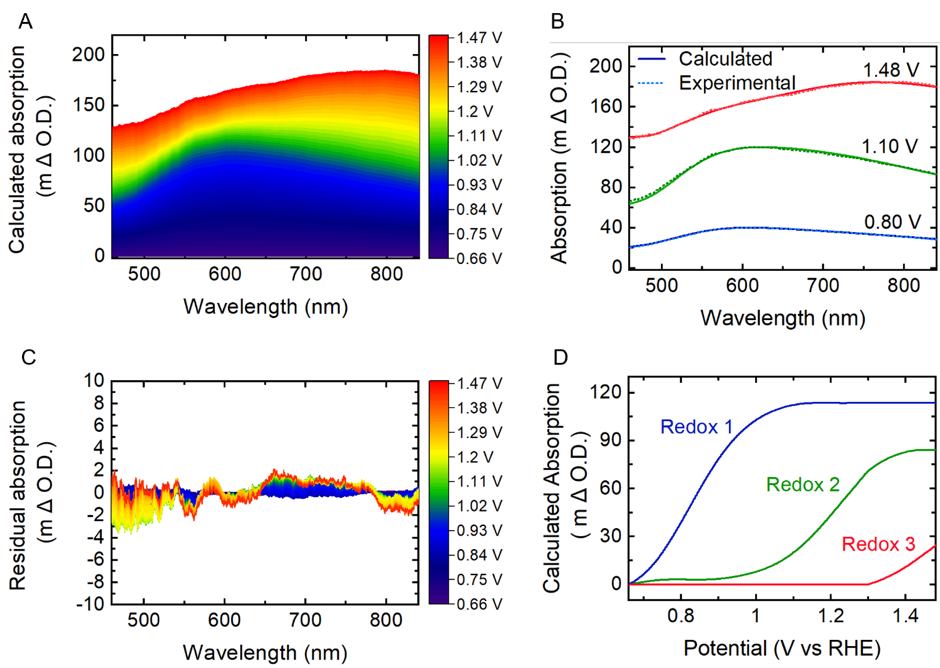 A
Calculated absorption
(m Δ O.D.)
200
150
100
50
0
500
600
700
800
Wavelength (nm)
1.47 V
1.38 V
1.29 V
1.2 V
1.11 V
1.02 V
0.93 V
0.84 V
0.75 V
0.66 V
B
Absorption (m Δ O.D.)
200
160
120
80
40
0
Calculated
Experimental
1.48 V
1.10 V
0.80 V
500
600
700
800
Wavelength (nm)
C
Residual absorption
(m Δ O.D.)
10
8
6
4
2
0
-2
-4
-6
-8
-10
500
600
700
800
Wavelength (nm)
1.47 V
1.38 V
1.29 V
1.2 V
1.11 V
1.02 V
0.93 V
0.84 V
0.75 V
0.66 V
D
Calculated Absorption
( m Δ O.D.)
120
90
60
30
0
Redox 1
Redox 2
Redox 3
0.8
1
1.2
1.4
Potential (V vs RHE)